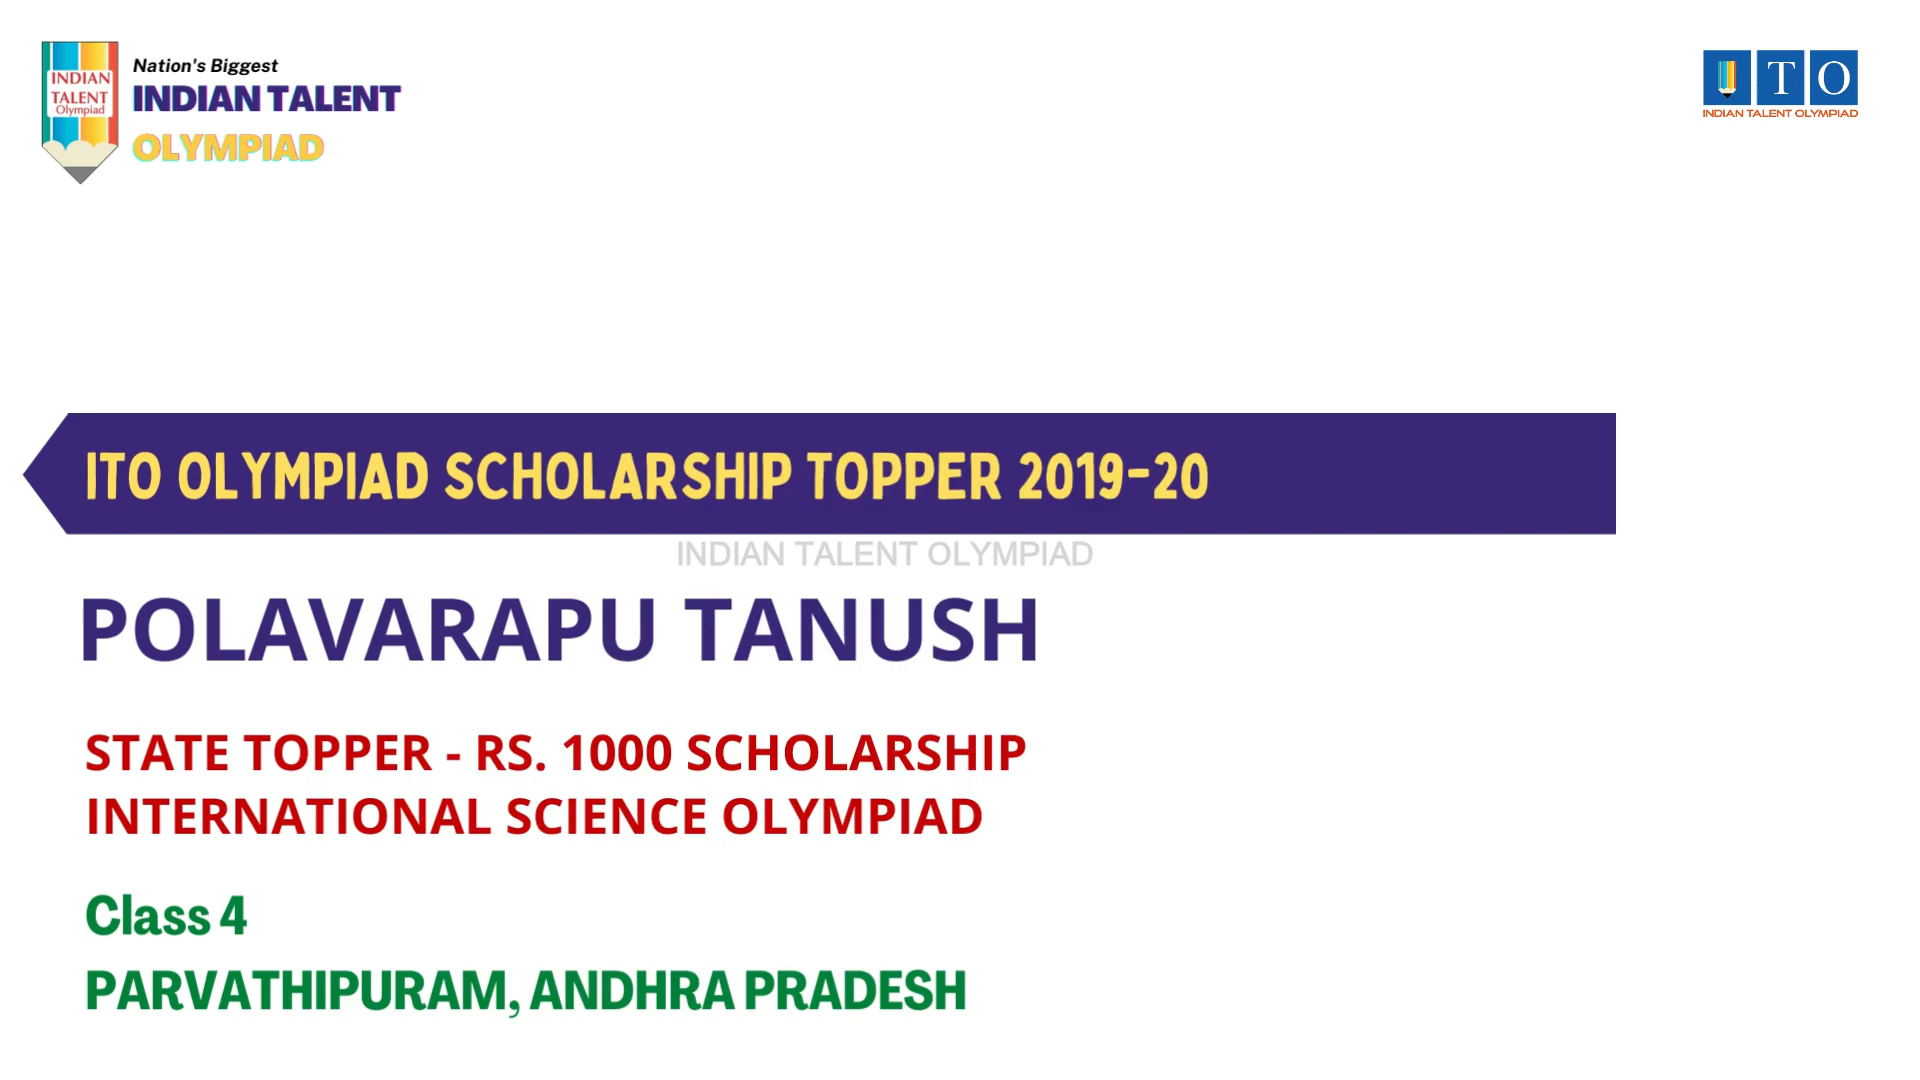 INDIAN
TALENT
Olympiad
Nation's Biggest
INDIAN TALENT
OLYMPIAD
T O
INDIAN TALENT OLYMPIAD
ITO OLYMPIAD SCHOLARSHIP TOPPER 2019-20
INDIAN TALENT OLYMPIAD
POLAVARAPU TANUSH
STATE TOPPER - RS. 1000 SCHOLARSHIP
INTERNATIONAL SCIENCE OLYMPIAD
Class 4
PARVATHIPURAM, ANDHRA PRADESH